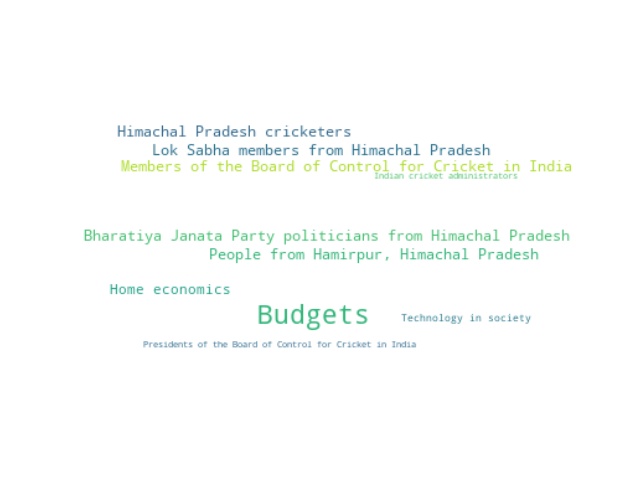 Himachal Pradesh cricketers
Lok Sabha members from Himachal Pradesh
Members of the Board of Control for Cricket in India
Indian cricket administrators
Bharatiya Janata Party politicians from Himachal Pradesh
People from Hamirpur, Himachal Pradesh
Home economics
Budgets
Technology in society
Presidents of the Board of Control for Cricket in India